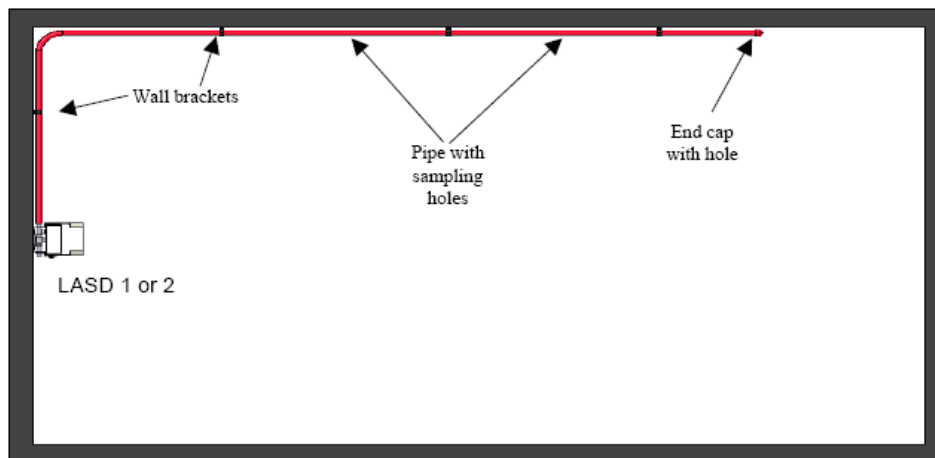 Wall brackets
Pipe with
sampling
holes
End cap
with hole
LASD 1 or 2